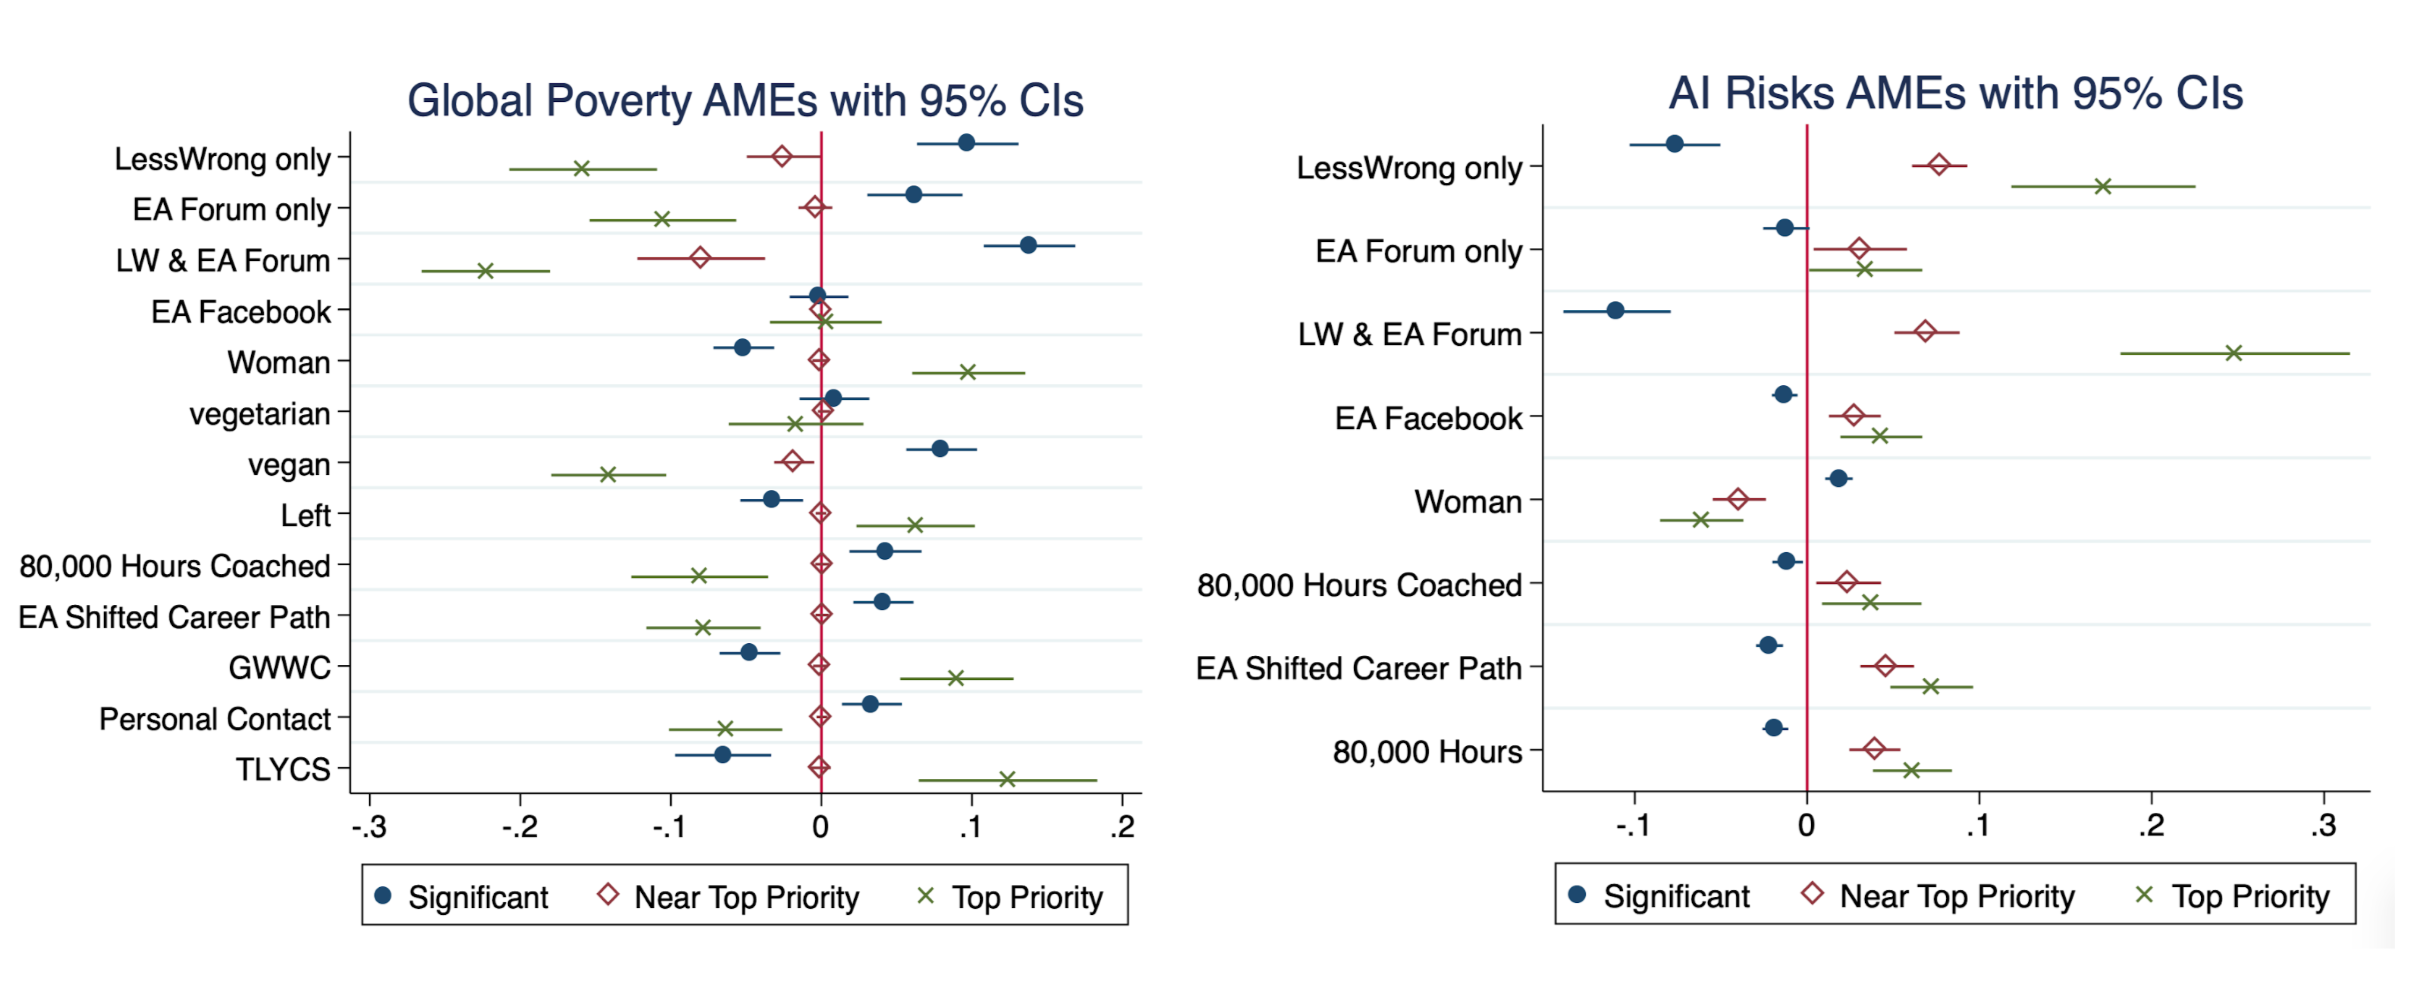 Global Poverty AMEs with 95% CIs
LessWrong only
EA Forum only
LW & EA Forum
EA Facebook
Woman
vegetarian
vegan
Left
80,000 Hours Coached
EA Shifted Career Path
GWWC
Personal Contact
TLYCS
-.3 -.2 -.1 0 .1 .2
Significant Near Top Priority Top Priority
AI Risks AMEs with 95% CIs
LessWrong only
EA Forum only
LW & EA Forum
EA Facebook
Woman
80,000 Hours Coached
EA Shifted Career Path
80,000 Hours
-.1 0 .1 .2 .3
Significant Near Top Priority Top Priority